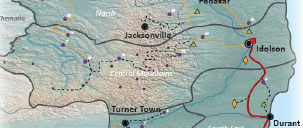 Penskar
North
Jacksonville
Idolson
Central Mountains
Turner Town
Durant